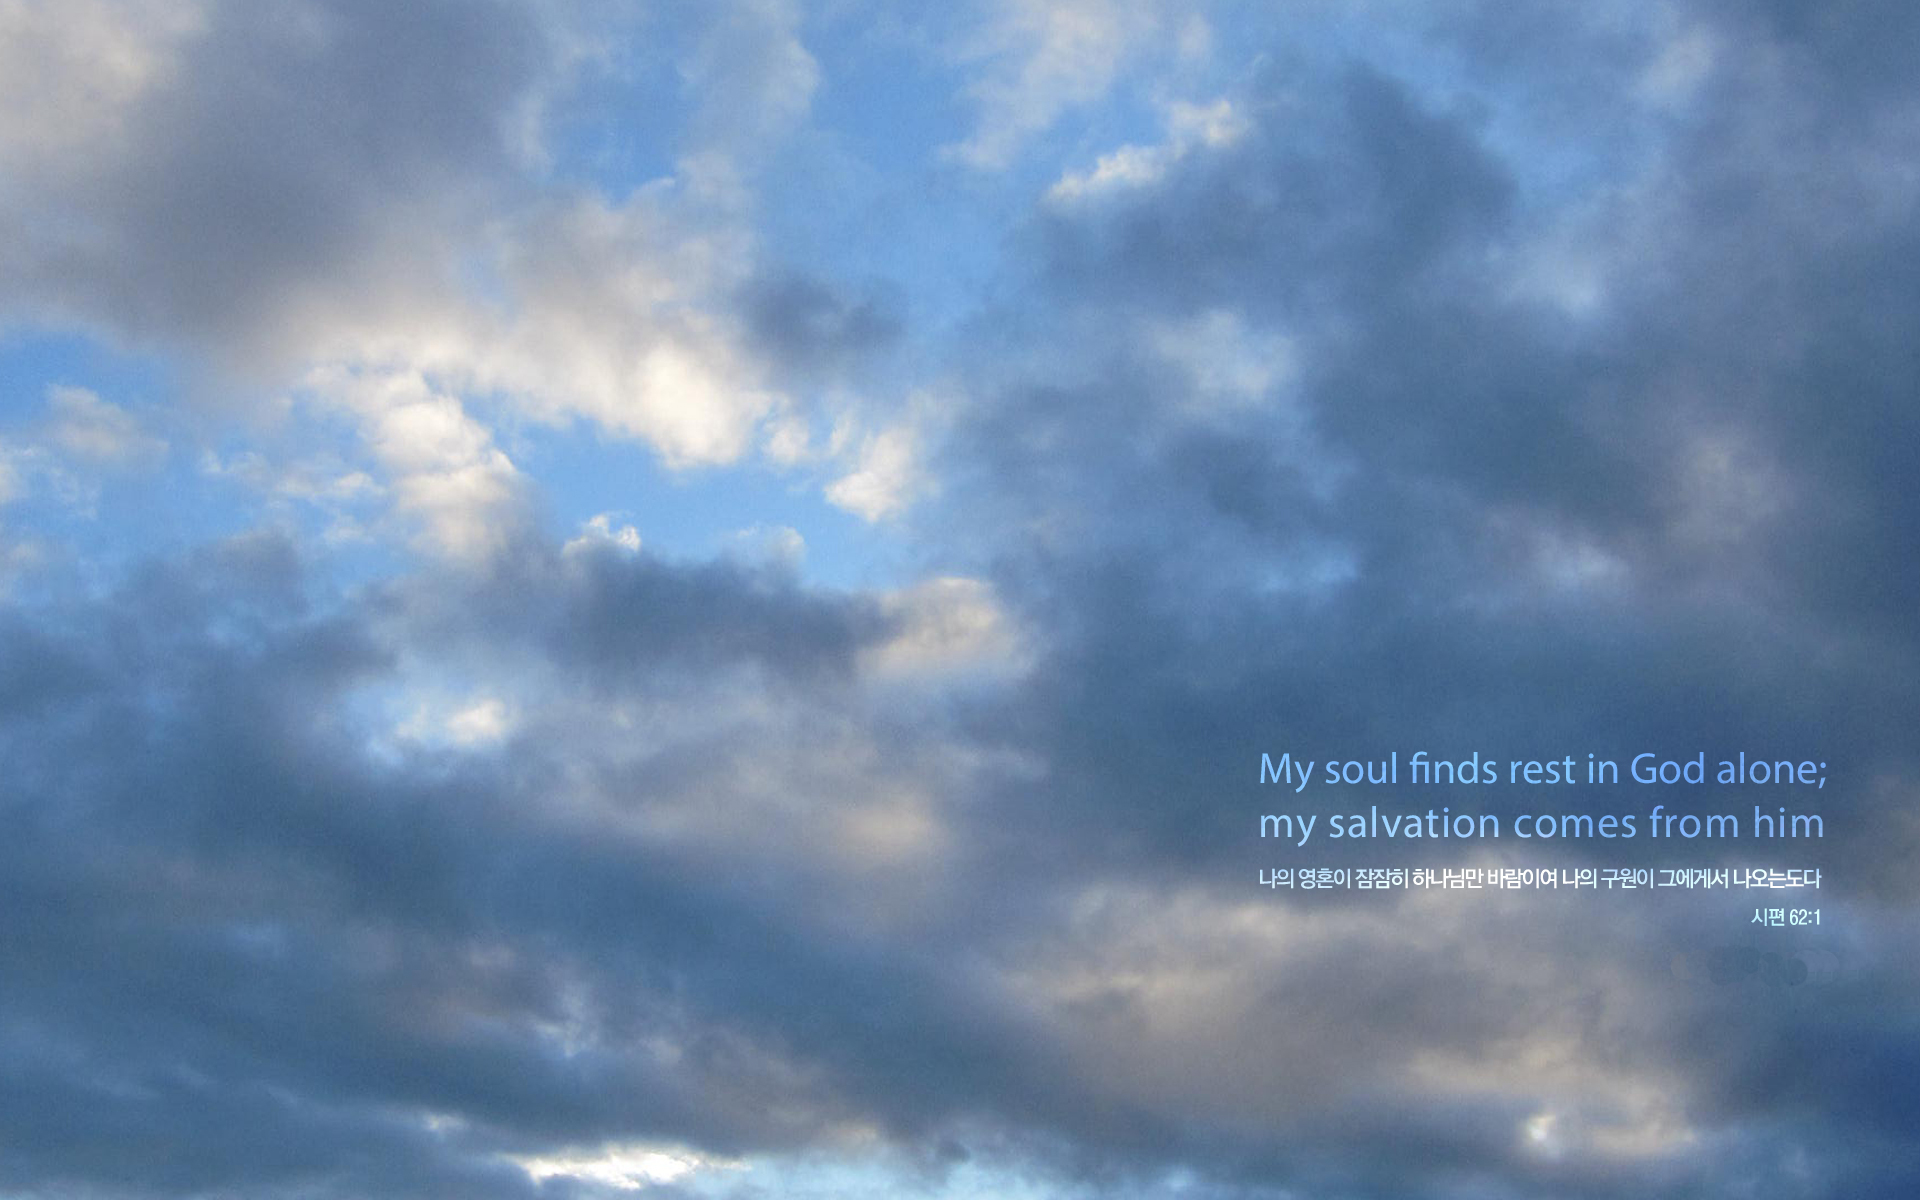 My soul finds rest in God alone;
my salvation comes from him
나의 영혼이 잠잠히 하나님만 바람이여 나의 구원이 그에게서 나오는도다
시편 62:1